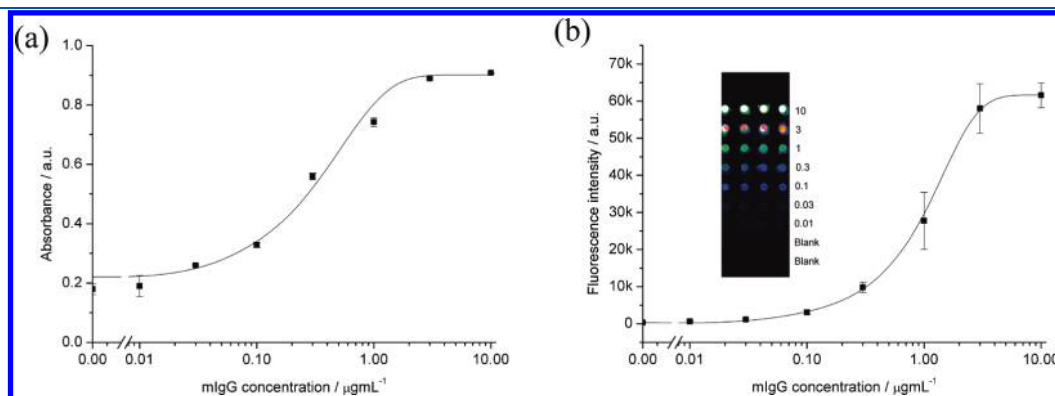 (a)
1.0
0.8
0.6
0.4
0.2
0.0
Absorbance / a.u.
0.00 0.01 0.10 1.00 10.00
mIgG concentration / μgmL⁻¹
(b)
70k
60k
50k
40k
30k
20k
10k
0
Fluorescence intensity / a.u.
10
3
1
0.3
0.1
0.03
0.01
Blank
Blank
0.00 0.01 0.10 1.00 10.00
mIgG concentration / μgmL⁻¹